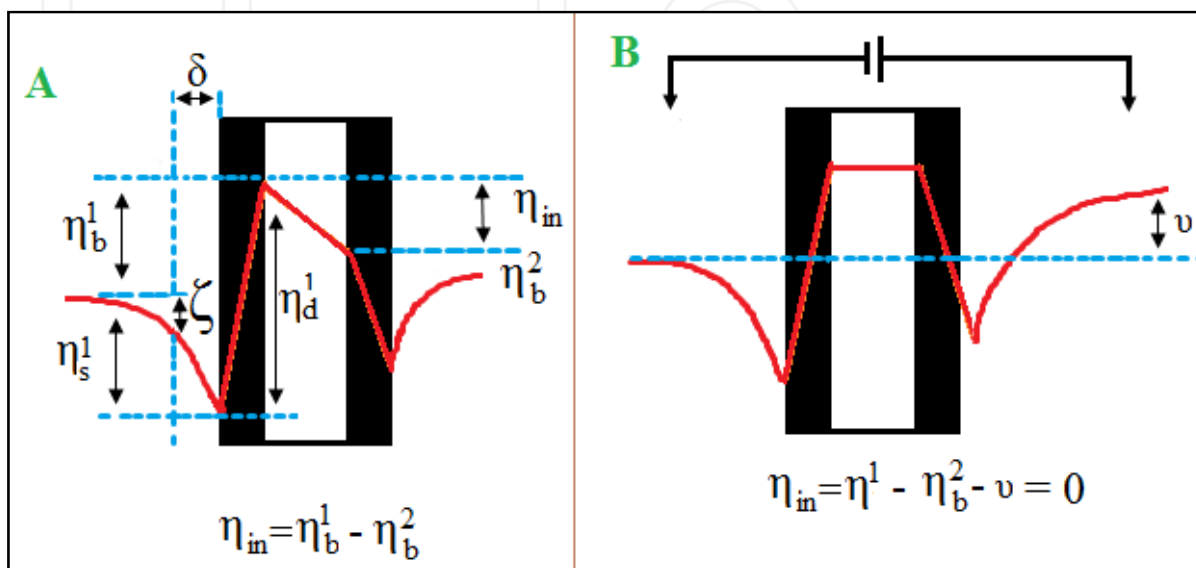 A
δ
η_b^1
ζ
η_s^1
η_d^1
η_in
η_b^2
η_in=η_b^1 - η_b^2
B
υ
η_in=η^1 - η_b^2 - υ = 0